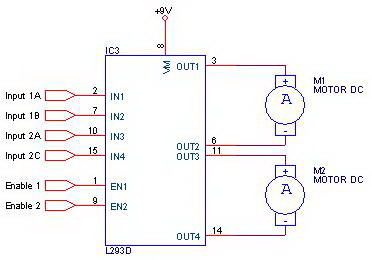 +9V
IC3
8
VM
OUT1 3
M1
MOTOR DC
+
A
-
Input 1A 2 IN1
Input 1B 7 IN2
Input 2A 10 IN3
Input 2C 15 IN4
OUT2 6
OUT3 11
M2
MOTOR DC
+
A
-
Enable 1 1 EN1
Enable 2 9 EN2
OUT4 14
L293D